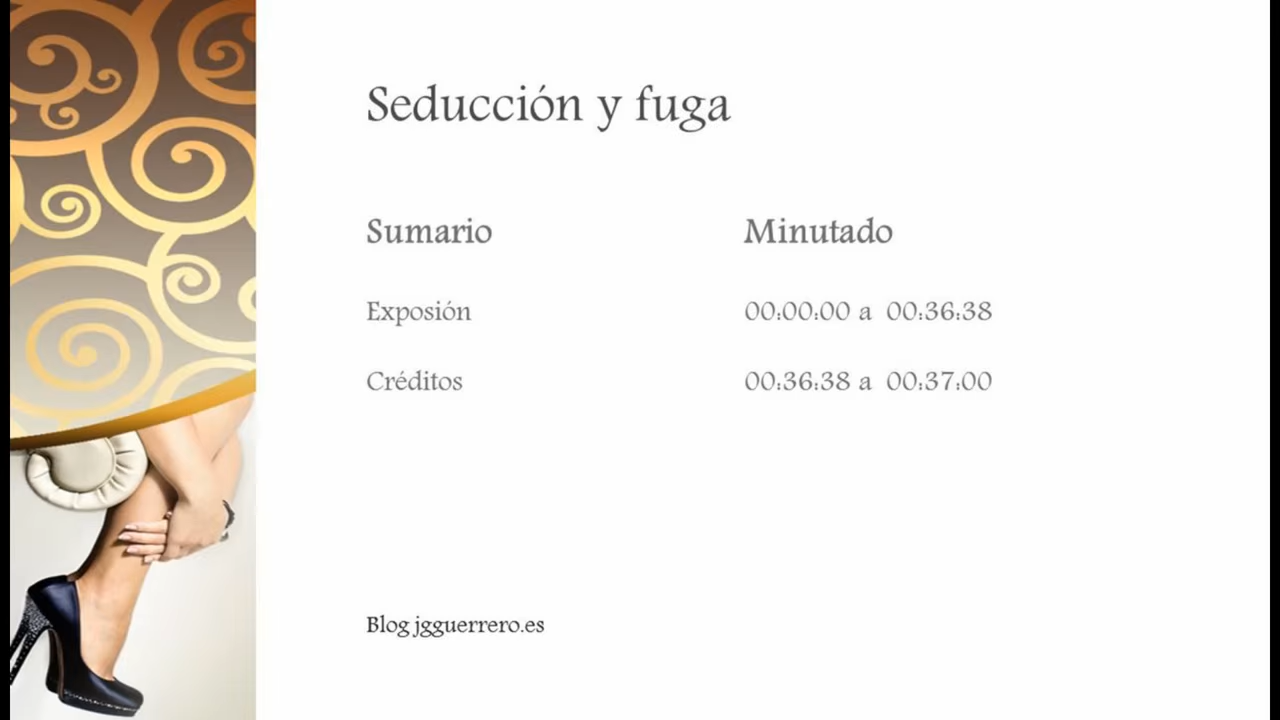 Seducción y fuga
Sumario Minutado
Exposión 00:00:00 a 00:36:38
Créditos 00:36:38 a 00:37:00
Blog jgguerrero.es